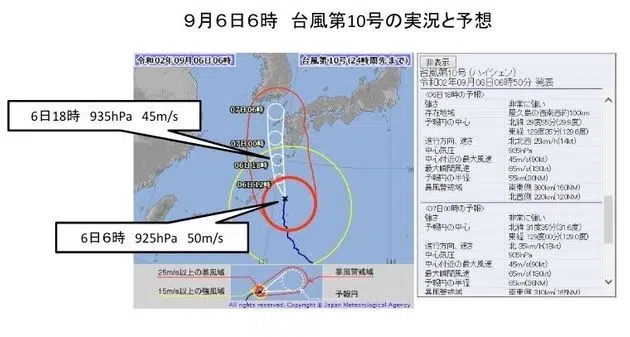 ９月６日６時　台風第10号の実況と予想
令和02年09月06日06時
台風第10号(24時間先まで)
07日06時
07日00時
06日18時
06日12時
6日18時　935hPa　45m/s
6日６時　925hPa　50m/s
120
130
25m/s以上の暴風域
15m/s以上の強風域
暴風警戒域
予報円
All rights reserved. Copyright © Japan Meteorological Agency
非表示
台風第10号 (ハイシェン)
令和02年09月06日06時50分 発表
<06日18時の予報>
強さ　非常に強い
存在地域　屋久島の西南西約100km
予報円の中心　北緯 29度55分(29.9度)
東経 129度35分(129.6度)
進行方向、速さ　北北西 25km/h(14kt)
中心気圧　935hPa
中心付近の最大風速　45m/s(90kt)
最大瞬間風速　65m/s(130kt)
予報円の半径　55km(30NM)
暴風警戒域　南東側 300km(160NM)
北西側 220km(120NM)
<07日06時の予報>
強さ　非常に強い
予報円の中心　北緯 31度35分(31.6度)
東経 129度00分(129.0度)
進行方向、速さ　北 35km/h(18kt)
中心気圧　935hPa
中心付近の最大風速　45m/s(90kt)
最大瞬間風速　65m/s(130kt)
予報円の半径　65km(36NM)
暴風警戒域　南東側 310km(165NM)